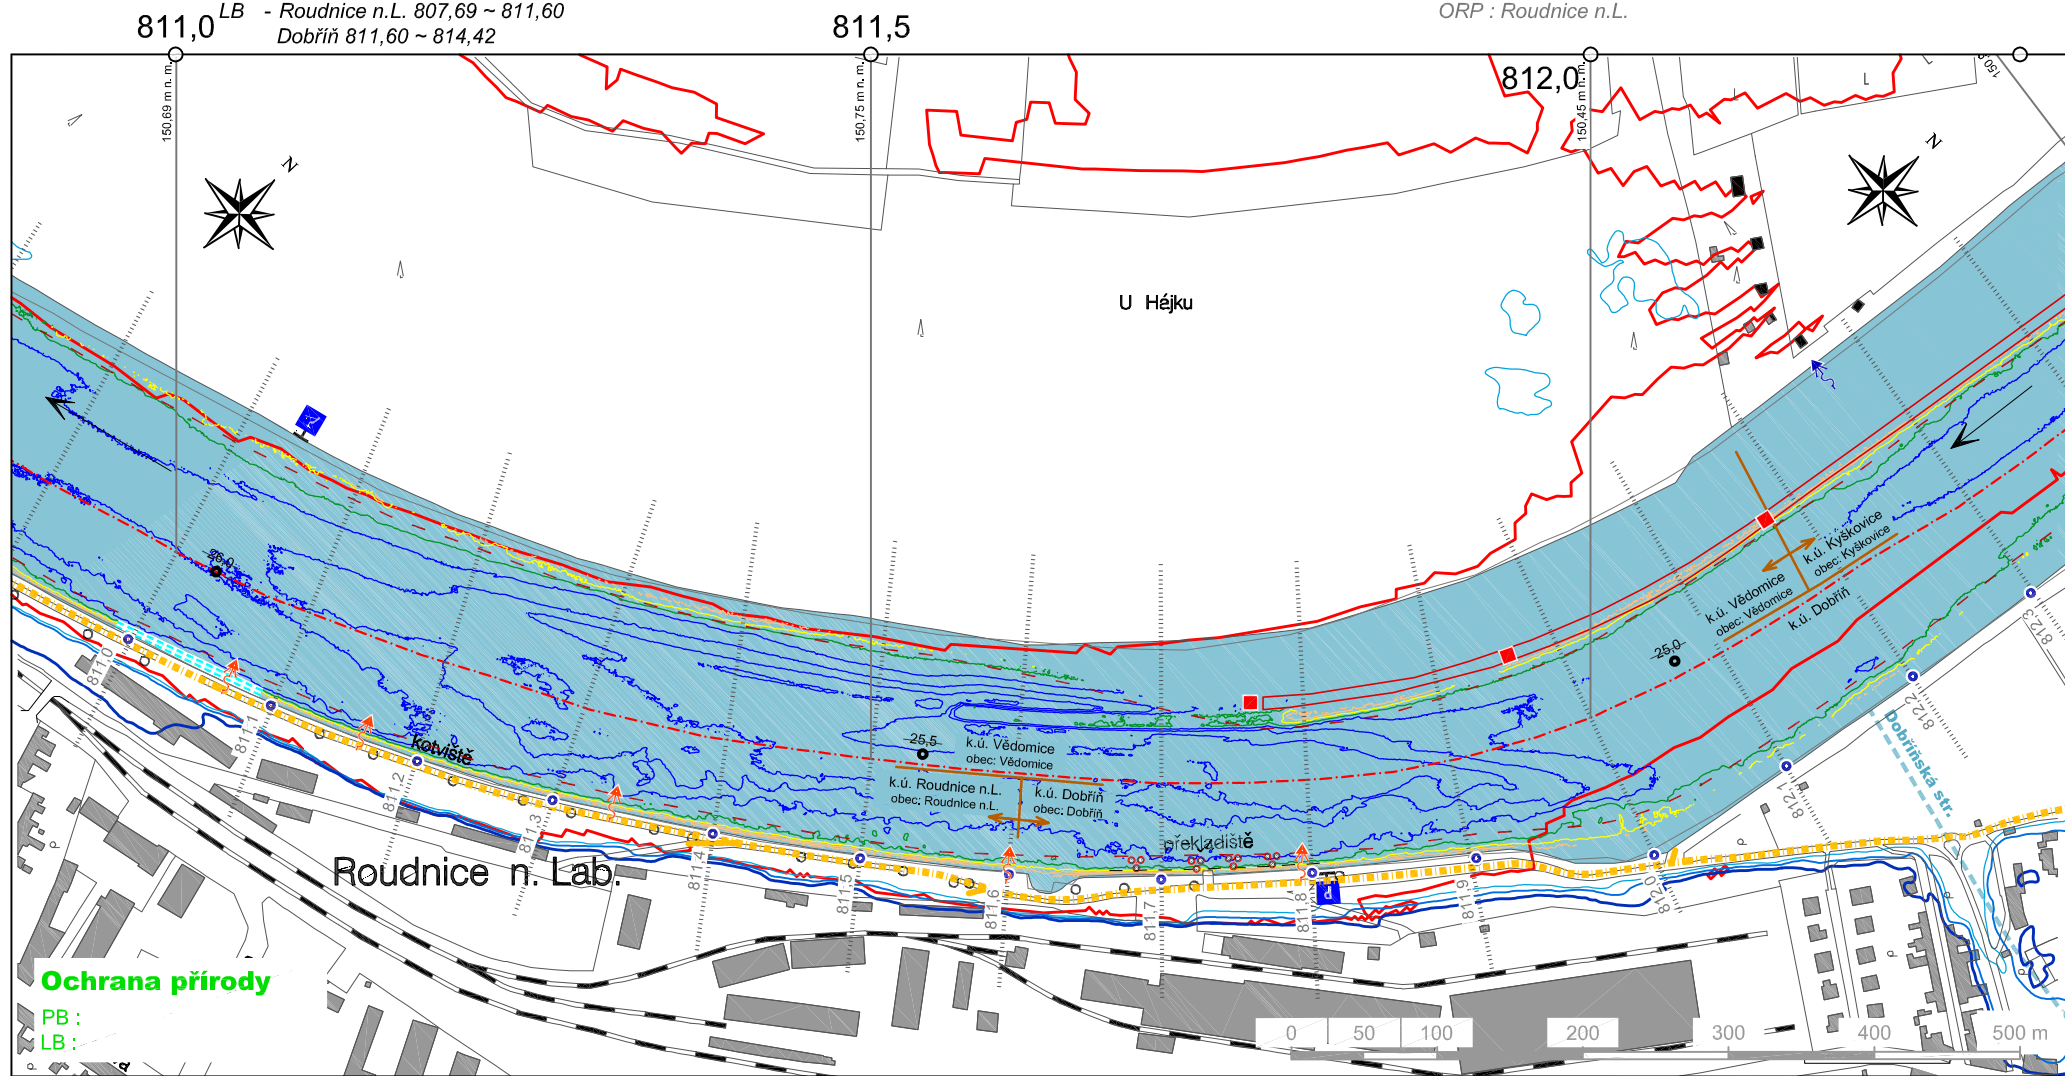 LB - Roudnice n.L. 807,69 ~ 811,60
Dobříň 811,60 ~ 814,42
ORP : Roudnice n.L.
811,0
811,5
812,0
150,69 m n. m.
150,75 m n. m.
150,45 m n. m.
N
N
U Hájku
26,0
25,5
25,0
k.ú. Vědomice
obec: Vědomice
k.ú. Roudnice n.L.
obec: Roudnice n.L.
k.ú. Dobříň
obec: Dobříň
k.ú. Kyškovice
obec: Kyškovice
k.ú. Vědomice
obec: Vědomice
k.ú. Dobříň
kotviště
překladiště
Dobříňská str.
811,0
811,1
811,2
811,3
811,4
811,5
811,6
811,7
811,8
811,9
812,0
812,1
812,2
812,3
Roudnice n. Lab.
Ochrana přírody
PB :
LB :
0 50 100 200 300 400 500 m